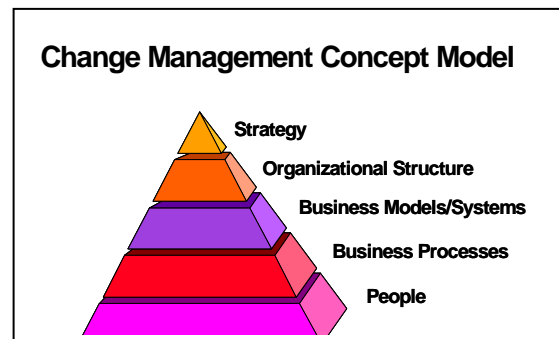 Change Management Concept Model
Strategy
Organizational Structure
Business Models/Systems
Business Processes
People